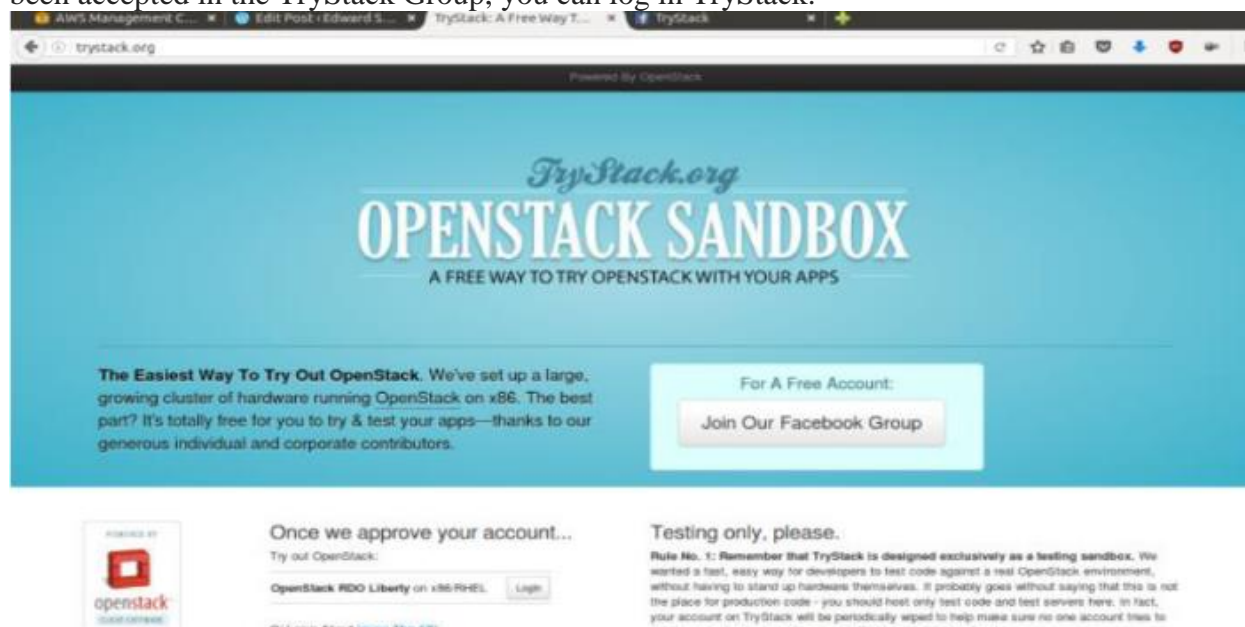 been accepted in the TryStack Group, you can log in TryStack.
AWS Management C...
Edit Post ‹ Edward S...
TryStack: A Free Way T...
TryStack
trystack.org
Powered By OpenStack
TryStack.org
OPENSTACK SANDBOX
A FREE WAY TO TRY OPENSTACK WITH YOUR APPS
The Easiest Way To Try Out OpenStack. We've set up a large,
growing cluster of hardware running OpenStack on x86. The best
part? It's totally free for you to try & test your apps—thanks to our
generous individual and corporate contributors.
For A Free Account:
Join Our Facebook Group
POWERED BY
openstack
Once we approve your account...
Try out OpenStack:
OpenStack RDO Liberty on x86/RHEL
Login
Testing only, please.
Rule No. 1: Remember that TryStack is designed exclusively as a testing sandbox. We
wanted a fast, easy way for developers to test code against a real OpenStack environment,
without having to stand up hardware themselves. It probably goes without saying that this is not
the place for production code - you should host only test code and test servers here. In fact,
your account on TryStack will be periodically wiped to help make sure no one account tries to